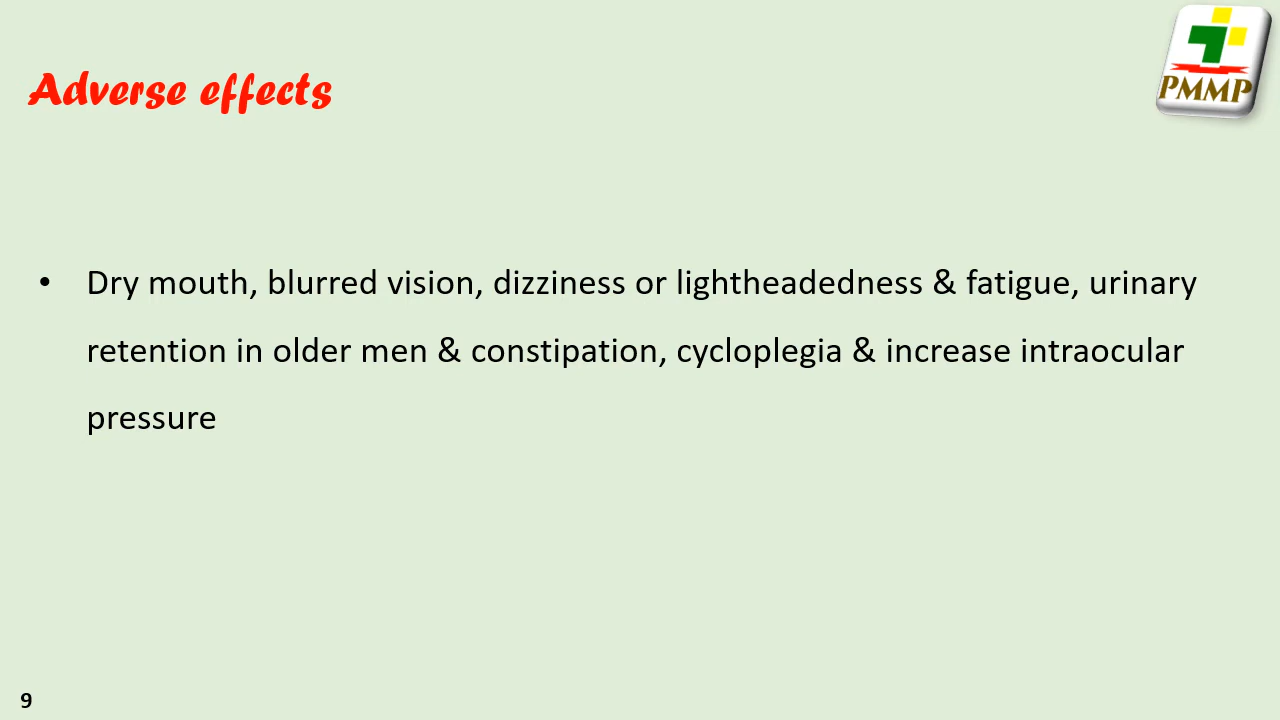 PMMP
Adverse effects
• Dry mouth, blurred vision, dizziness or lightheadedness & fatigue, urinary
retention in older men & constipation, cycloplegia & increase intraocular
pressure
9